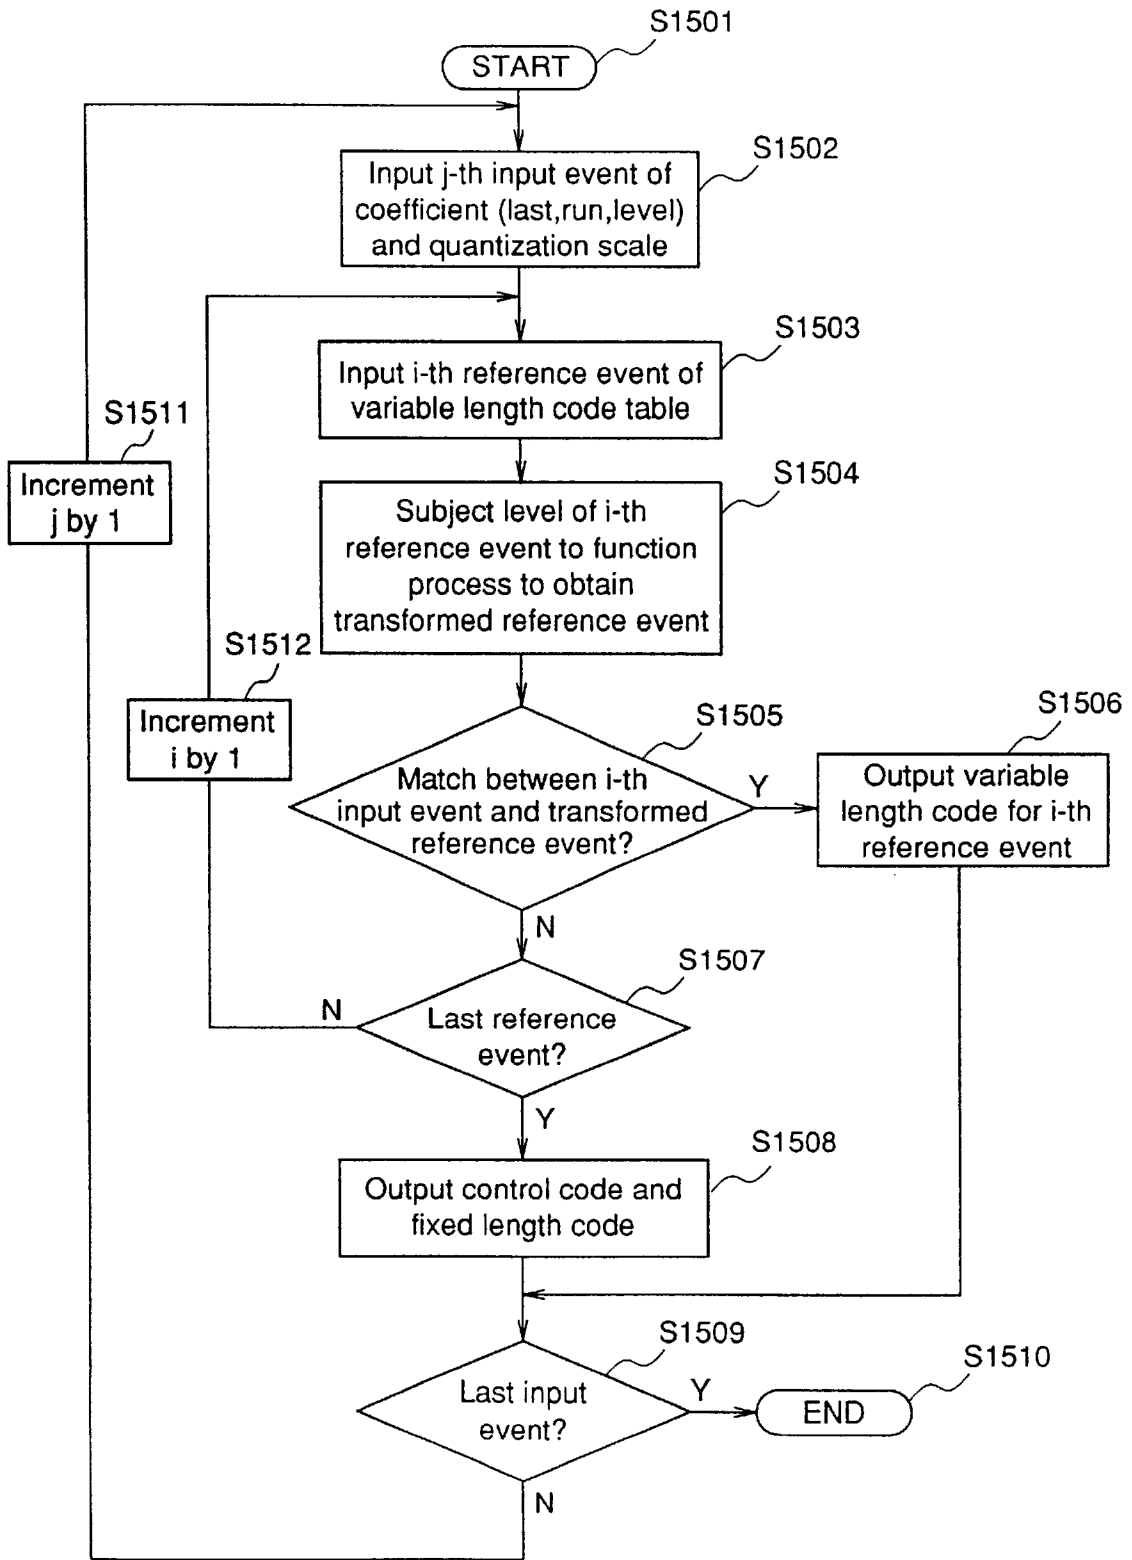 S1501
START
S1502
Input j-th input event of
coefficient (last,run,level)
and quantization scale
S1503
Input i-th reference event of
variable length code table
S1511
Increment
j by 1
S1504
Subject level of i-th
reference event to function
process to obtain
transformed reference event
S1512
Increment
i by 1
S1505
Match between i-th
input event and transformed
reference event?
Y
S1506
Output variable
length code for i-th
reference event
N
S1507
Last reference
event?
N
Y
S1508
Output control code and
fixed length code
S1509
Last input
event?
Y
S1510
END
N